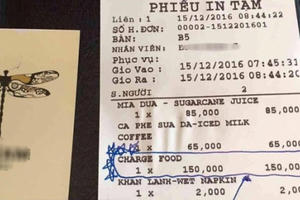 PHIẾU IN TẠM
Liên : 1 15/12/2016 08:44:22
SỐ H.ĐƠN : 00002-1512201601
BÀN: B5
NHÂN VIÊN:
Phục vụ :
Giờ Vào : 15/12/2016 07:45:31
Giờ Ra : 15/12/2016 08:44:20
S.NGƯỜI 2
MIA DUA - SUGARCANE JUICE
1 x 85,000 85,000
CA PHE SUA DA-ICED MILK
COFFEE
1 x 65,000 65,000
CHARGE FOOD
1 x 150,000 150,000
KHAN LANH-WET NAPKIN
1 x 2,000 2,000